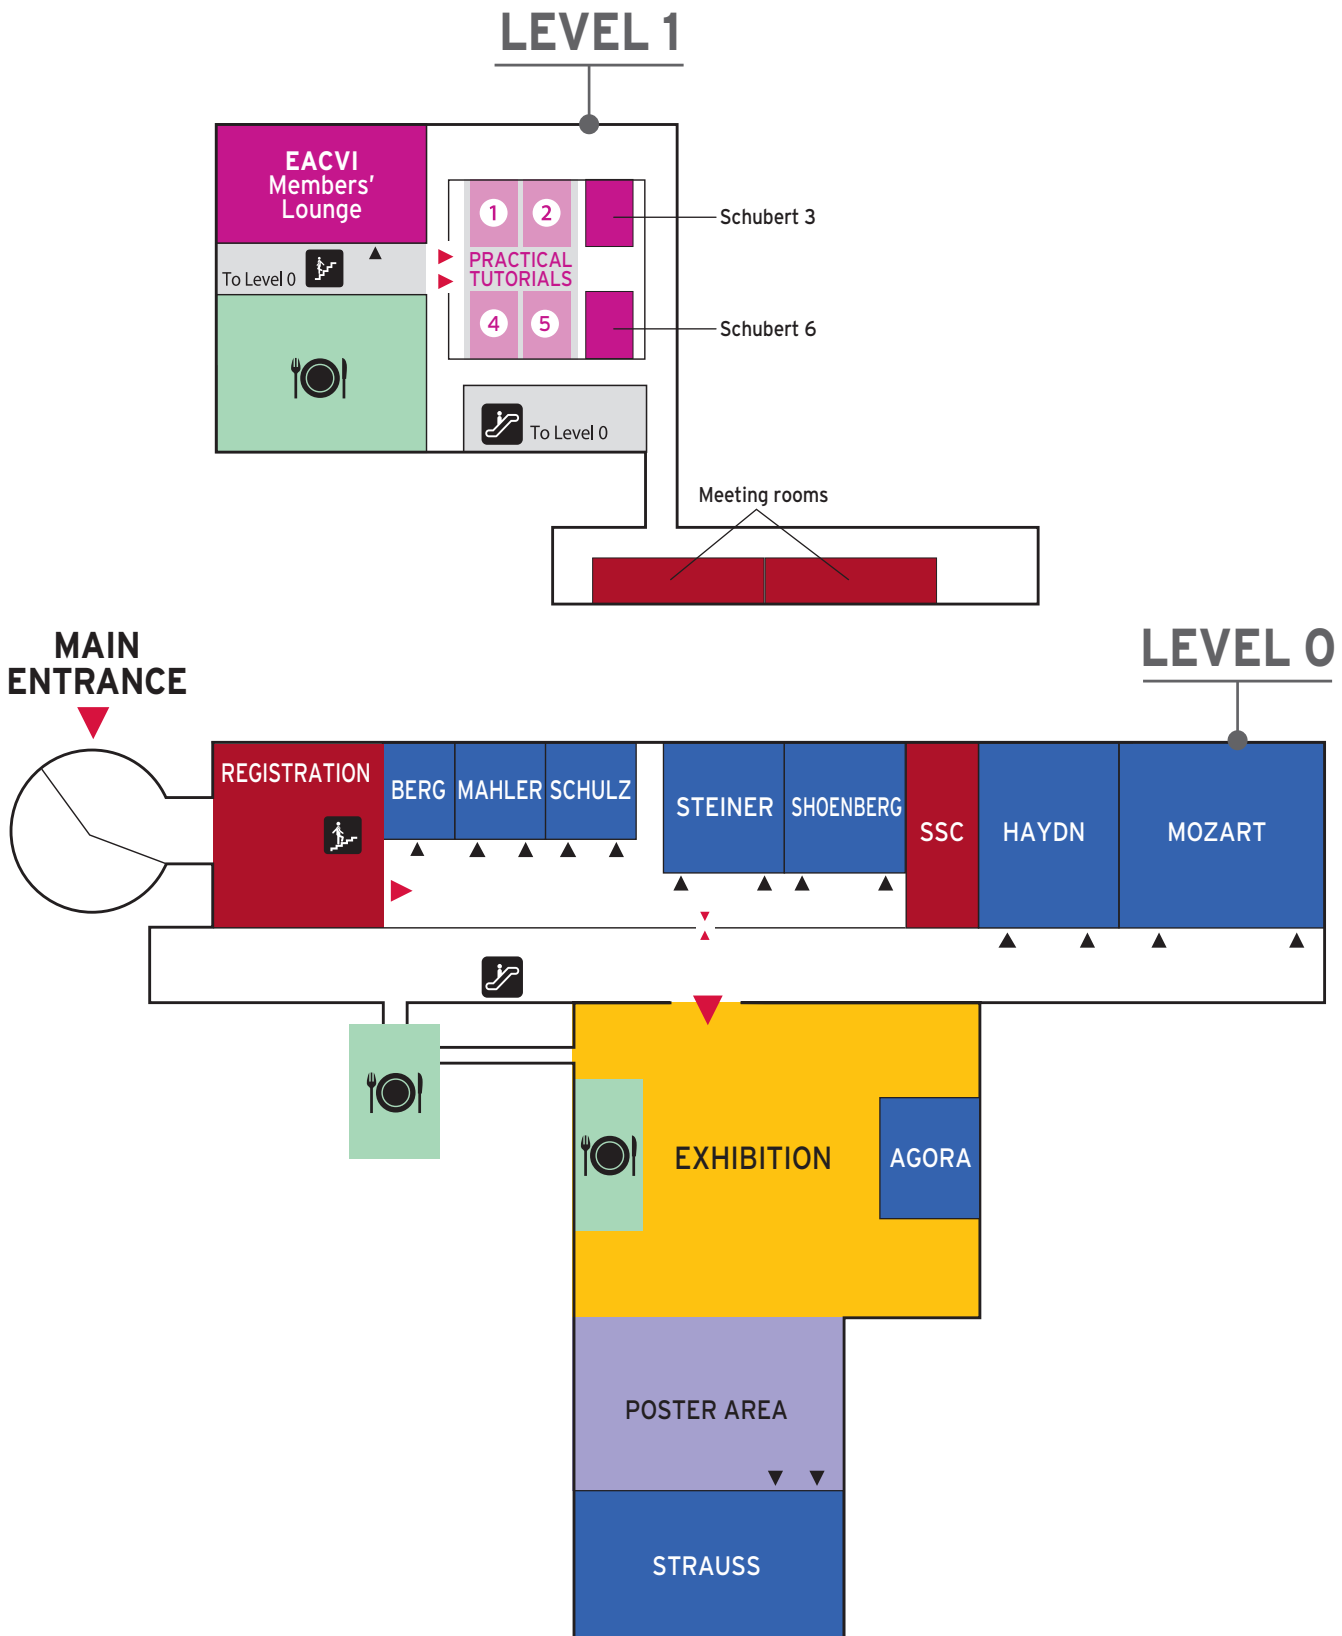 LEVEL 1
EACVI
Members'
Lounge
1
2
Schubert 3
PRACTICAL
TUTORIALS
To Level 0
4
5
Schubert 6
To Level 0
Meeting rooms
MAIN
ENTRANCE
LEVEL 0
REGISTRATION
BERG
MAHLER
SCHULZ
STEINER
SHOENBERG
SSC
HAYDN
MOZART
EXHIBITION
AGORA
POSTER AREA
STRAUSS